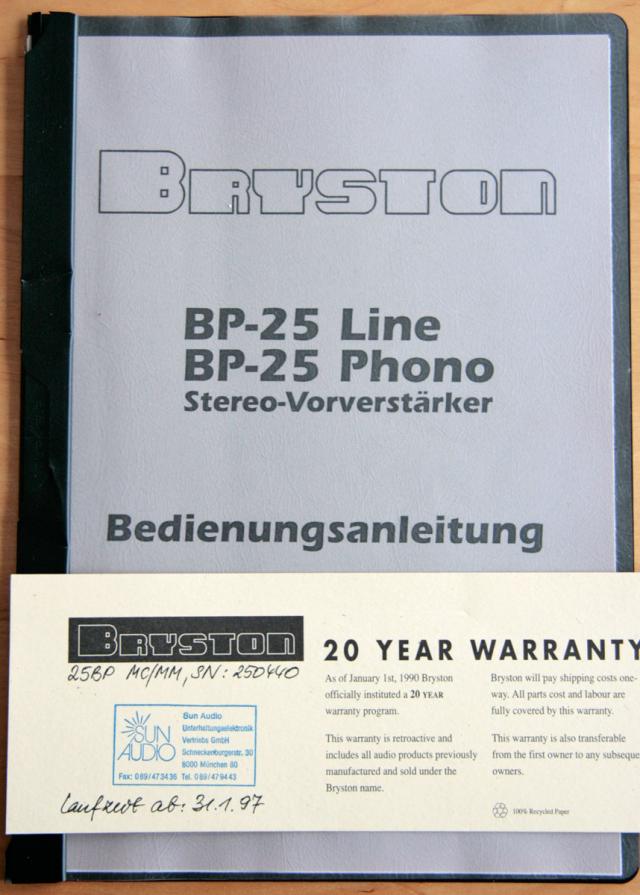 BRYSTON
BP-25 Line
BP-25 Phono
Stereo-Vorverstärker
Bedienungsanleitung
BRYSTON
25BP MC/MM, SN: 250440
SUN
AUDIO
Sun Audio
Unterhaltungselektronik
Vertriebs GmbH
Schneckenburgerstr. 30
8000 München 80
Fax: 089/473436 Tel. 089/479443
Laufzeit ab: 31.1.97
20 YEAR WARRANTY
As of January 1st, 1990 Bryston
officially instituted a 20 YEAR
warranty program.
This warranty is retroactive and
includes all audio products previously
manufactured and sold under the
Bryston name.
Bryston will pay shipping costs one-
way. All parts cost and labour are
fully covered by this warranty.
This warranty is also transferable
from the first owner to any subseque
owners.
100% Recycled Paper